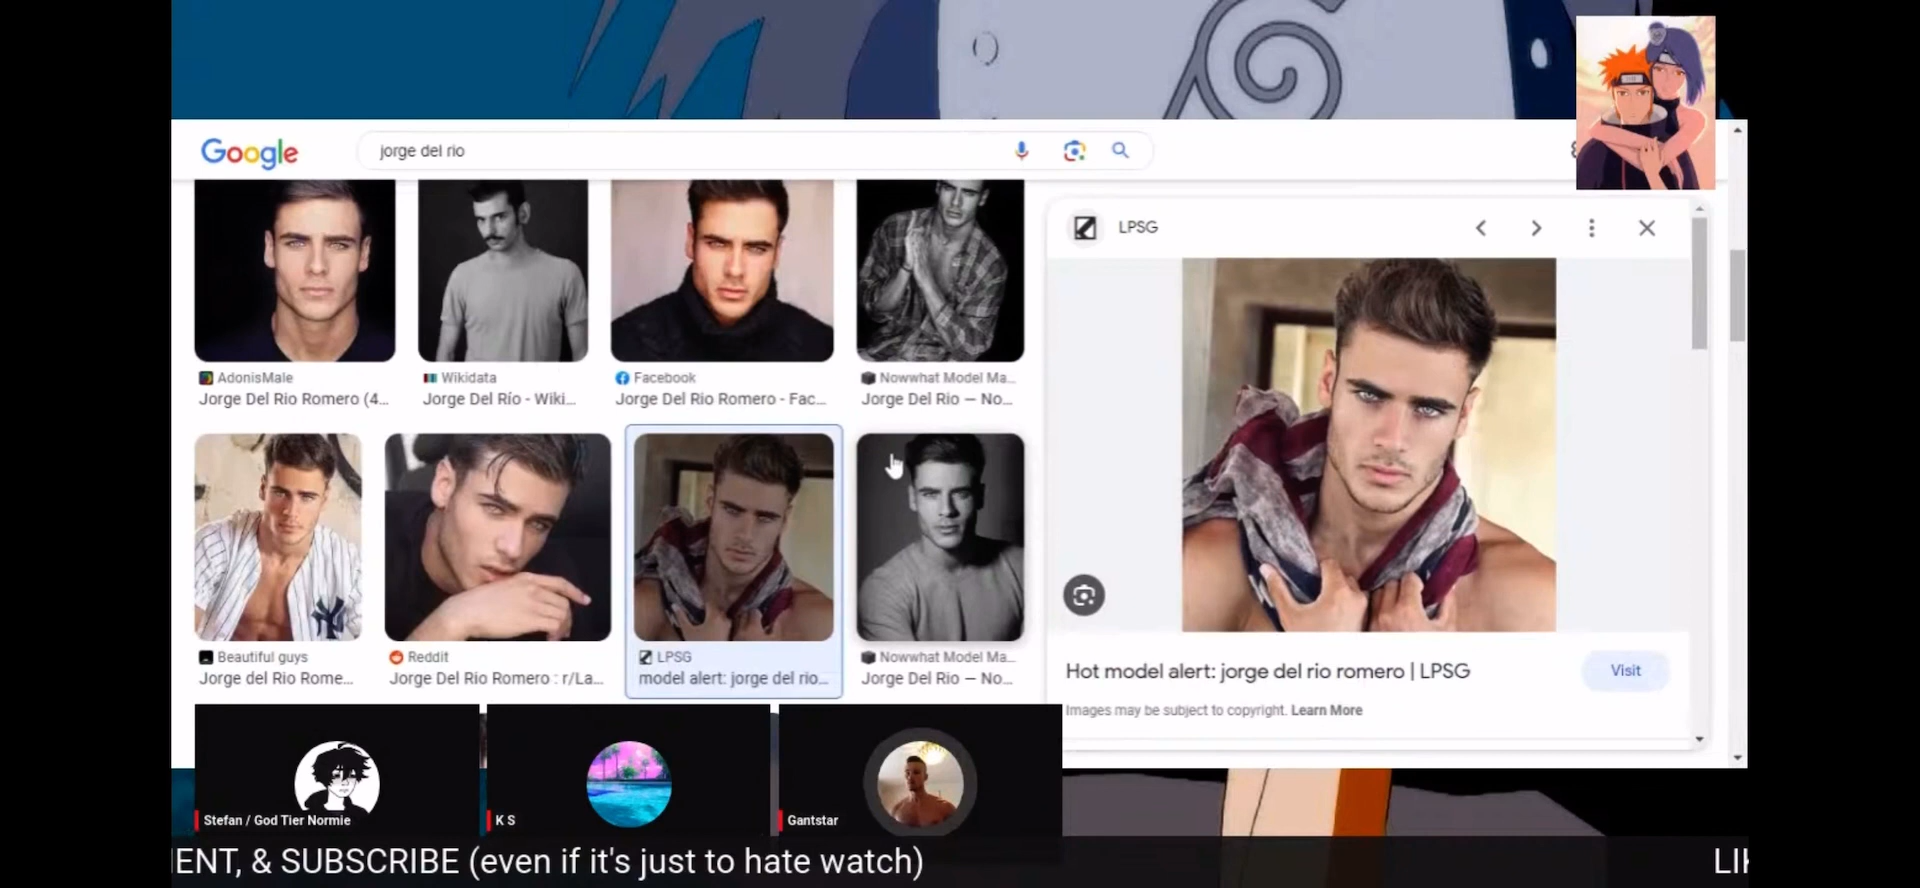 Google
jorge del rio
LPSG
AdonisMale
Jorge Del Rio Romero (4...
Wikidata
Jorge Del Río - Wiki...
Facebook
Jorge Del Rio Romero - Fac...
Nowwhat Model Ma...
Jorge Del Rio — No...
Beautiful guys
Jorge del Rio Rome...
Reddit
Jorge Del Rio Romero : r/La...
LPSG
model alert: jorge del rio...
Nowwhat Model Ma...
Jorge Del Rio — No...
Hot model alert: jorge del rio romero | LPSG
Visit
Images may be subject to copyright. Learn More
Stefan / God Tier Normie
K S
Gantstar
IENT, & SUBSCRIBE (even if it's just to hate watch)
LIK